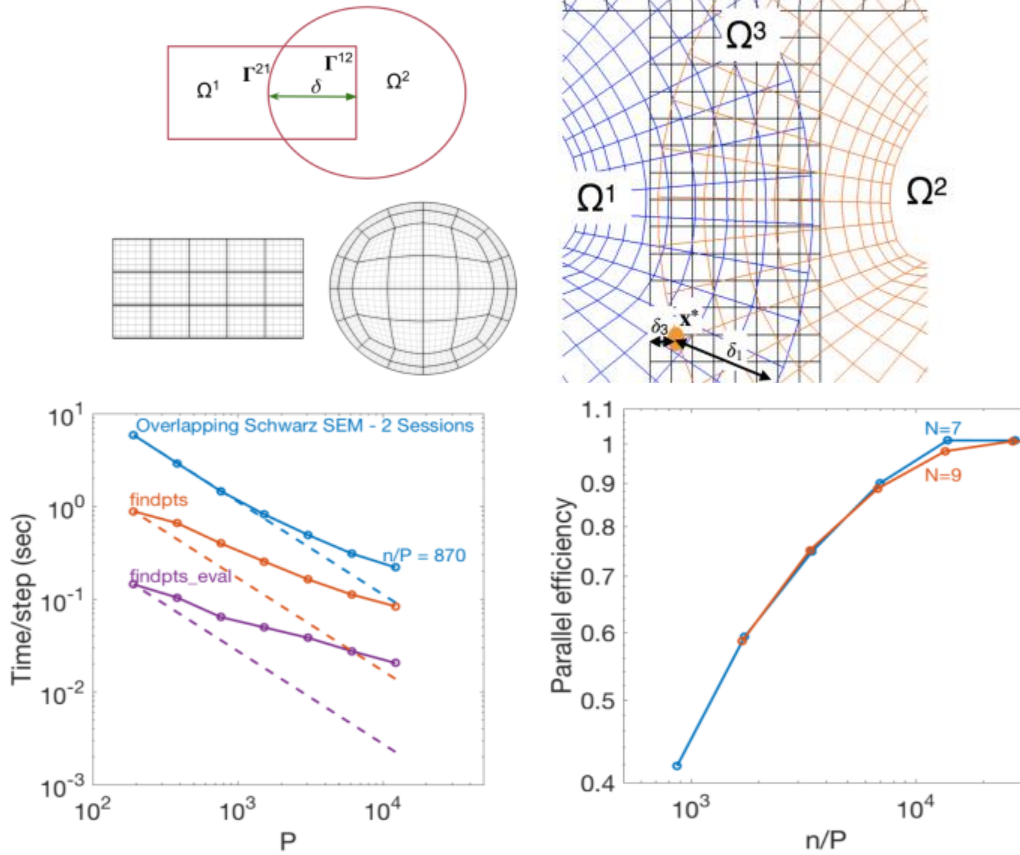 Ω¹
Γ²¹
Γ¹²
δ
Ω²
Ω³
Ω¹
Ω²
x*
δ₃
δ₁
Overlapping Schwarz SEM - 2 Sessions
findpts
n/P = 870
findpts_eval
Time/step (sec)
10¹
10⁰
10⁻¹
10⁻²
10⁻³
10²
10³
10⁴
P
N=7
N=9
Parallel efficiency
1.1
1
0.9
0.8
0.7
0.6
0.5
0.4
10³
10⁴
n/P